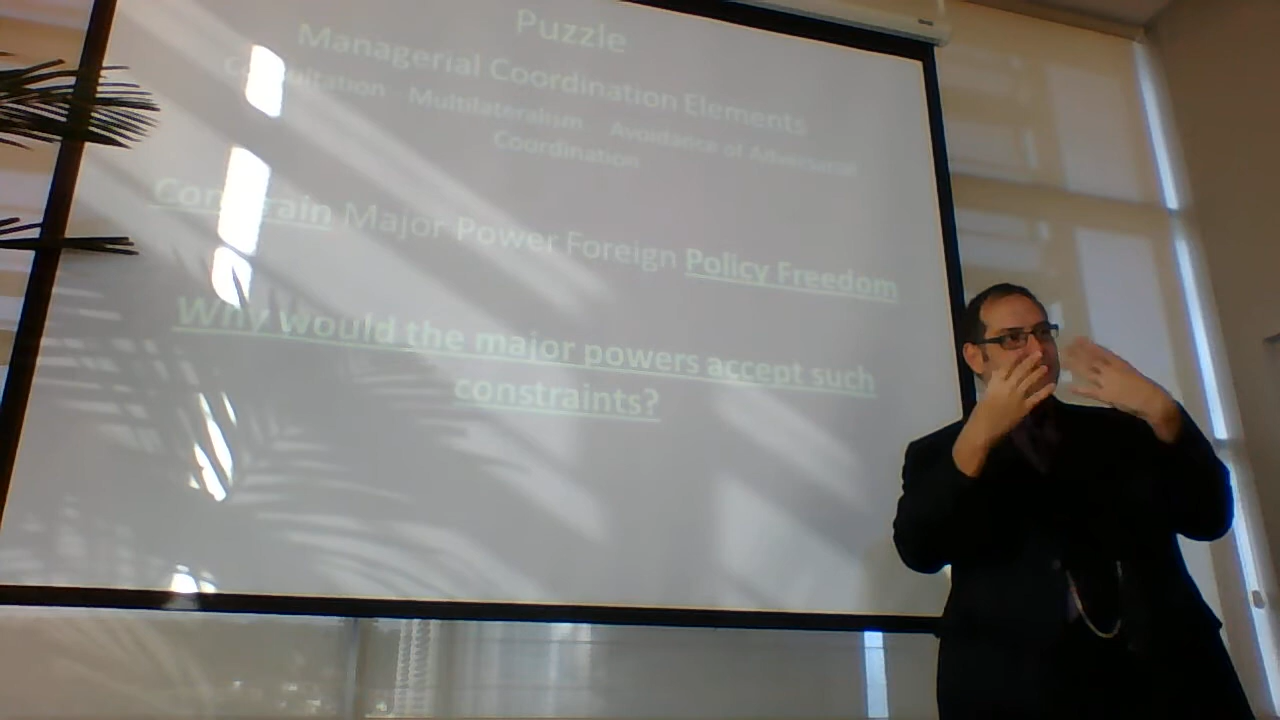 Puzzle
Managerial Coordination Elements
Consultation Multilateralism Avoidance of Adversarial
Coordination
Constrain Major Power Foreign Policy Freedom
Why Would the major powers accept such
constraints?